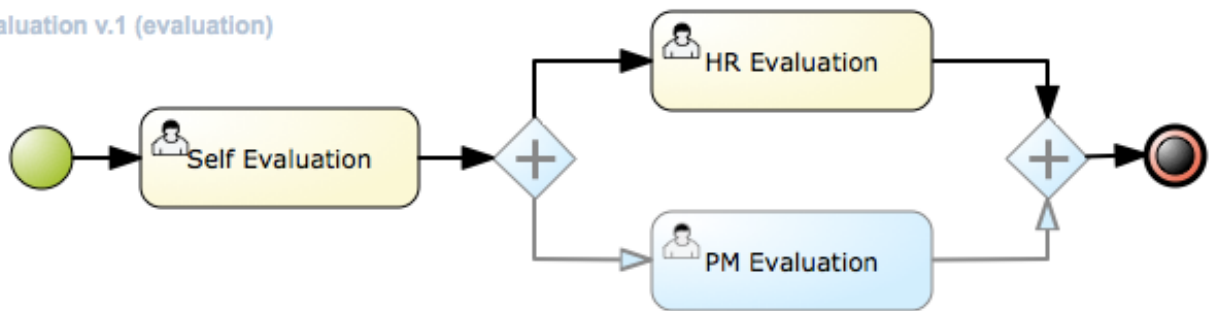 aluation v.1 (evaluation)
HR Evaluation
Self Evaluation
PM Evaluation